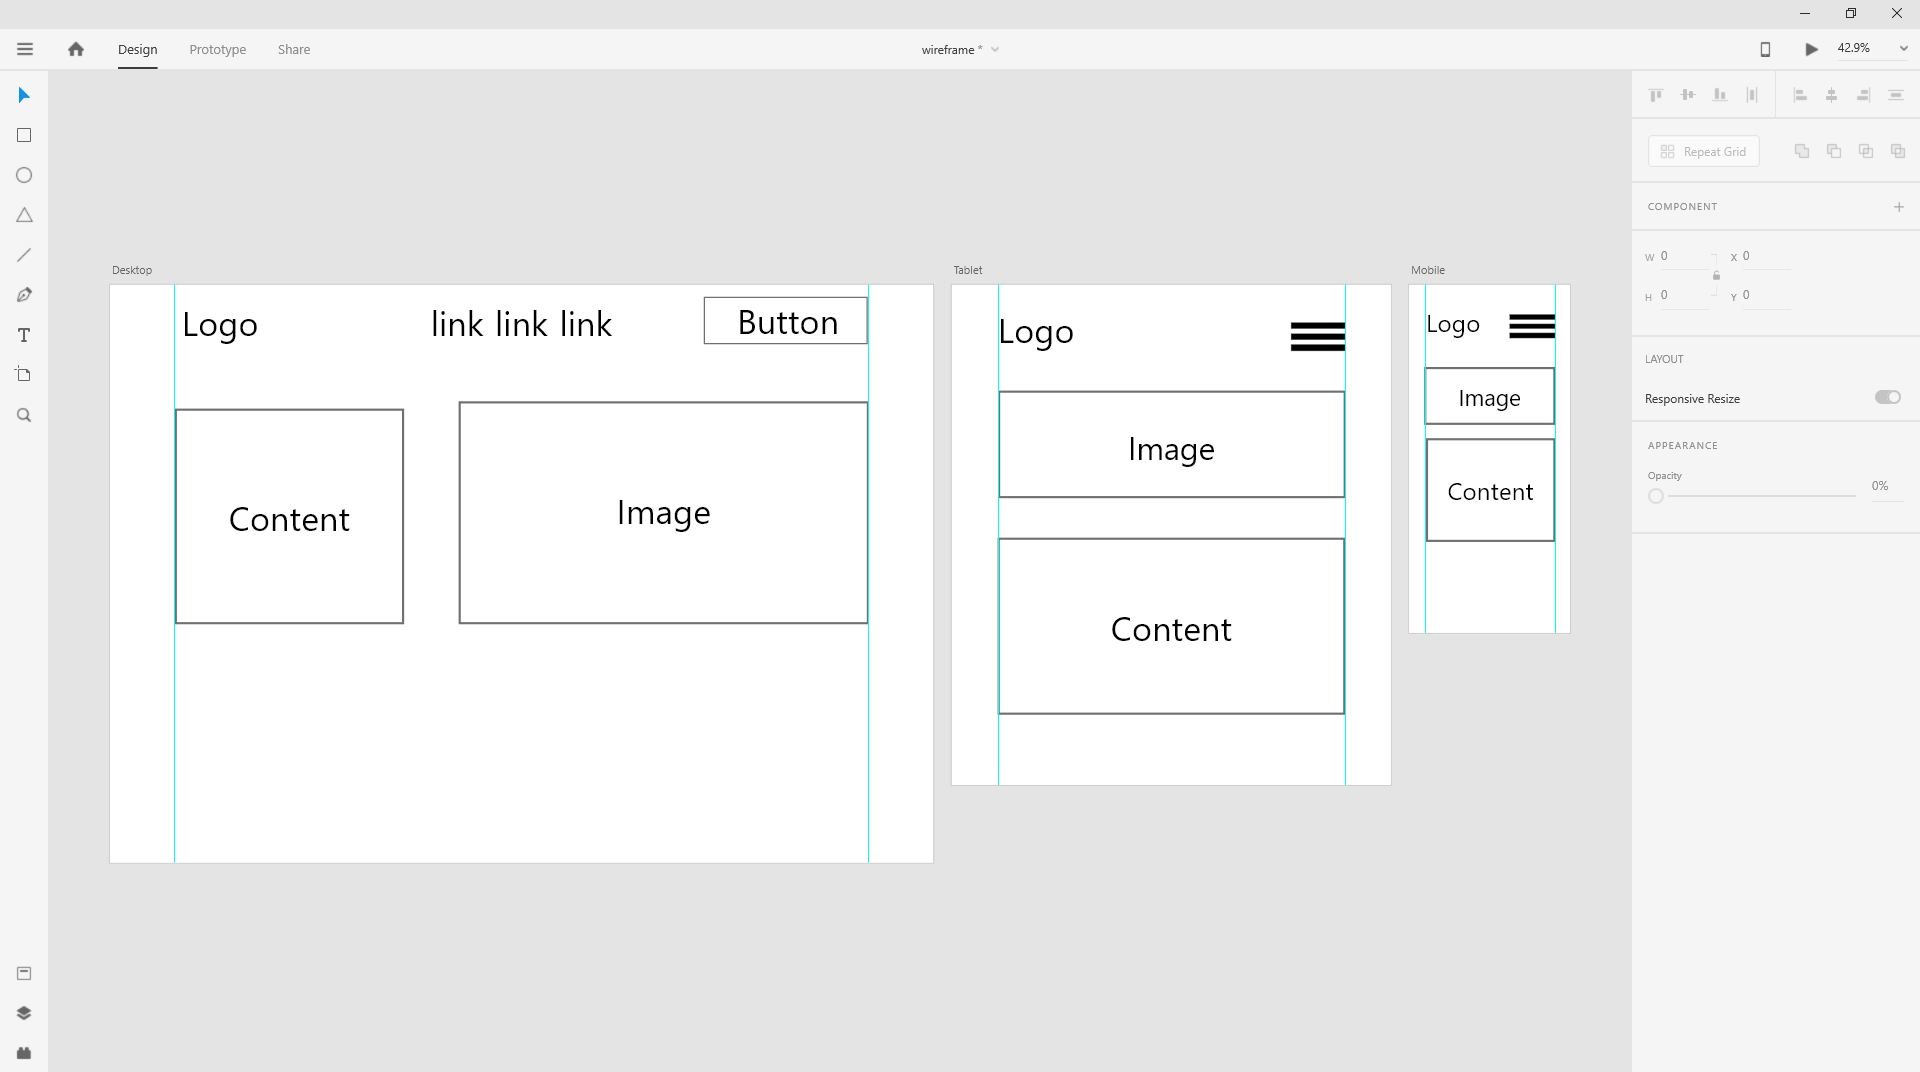 Design Prototype Share
wireframe *
42.9%
Repeat Grid
COMPONENT
W 0 X 0
H 0 Y 0
LAYOUT
Responsive Resize
APPEARANCE
Opacity
0%
Desktop
Logo link link link Button
Content
Image
Tablet
Logo
Image
Content
Mobile
Logo
Image
Content